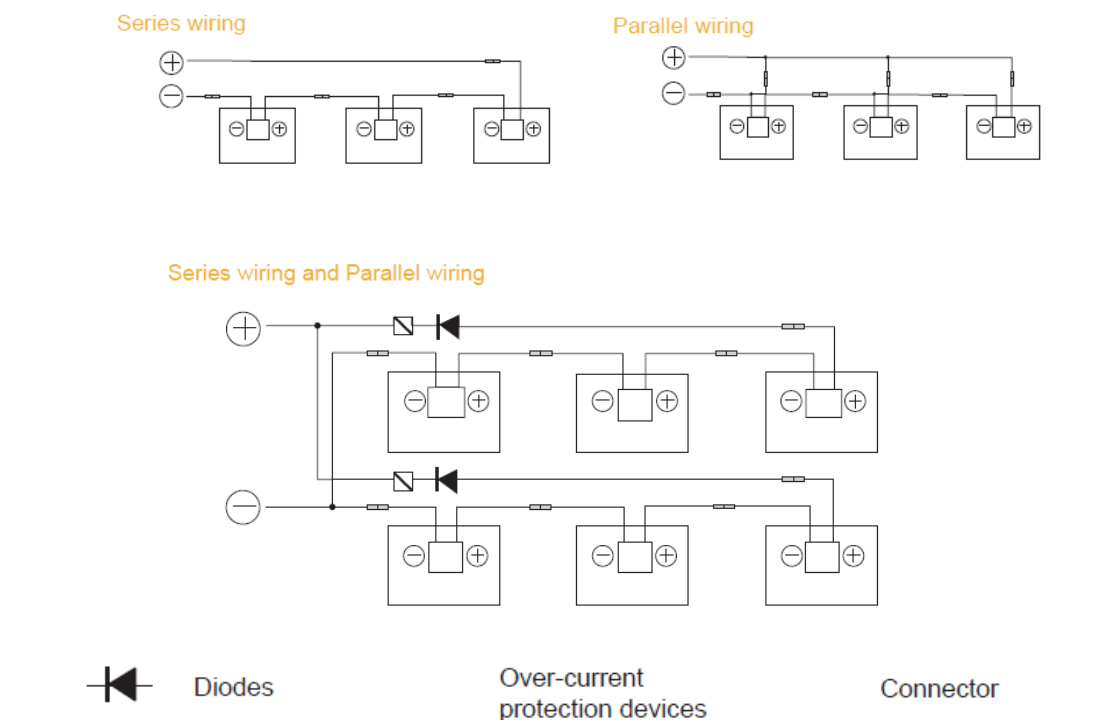 Series wiring
Parallel wiring
Series wiring and Parallel wiring
Diodes
Over-current
protection devices
Connector